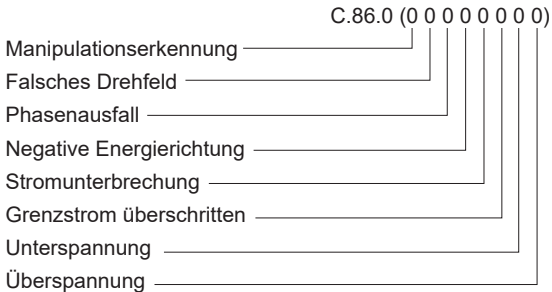 C.86.0 (0 0 0 0 0 0 0 0)
Manipulationserkennung
Falsches Drehfeld
Phasenausfall
Negative Energierichtung
Stromunterbrechung
Grenzstrom überschritten
Unterspannung
Überspannung